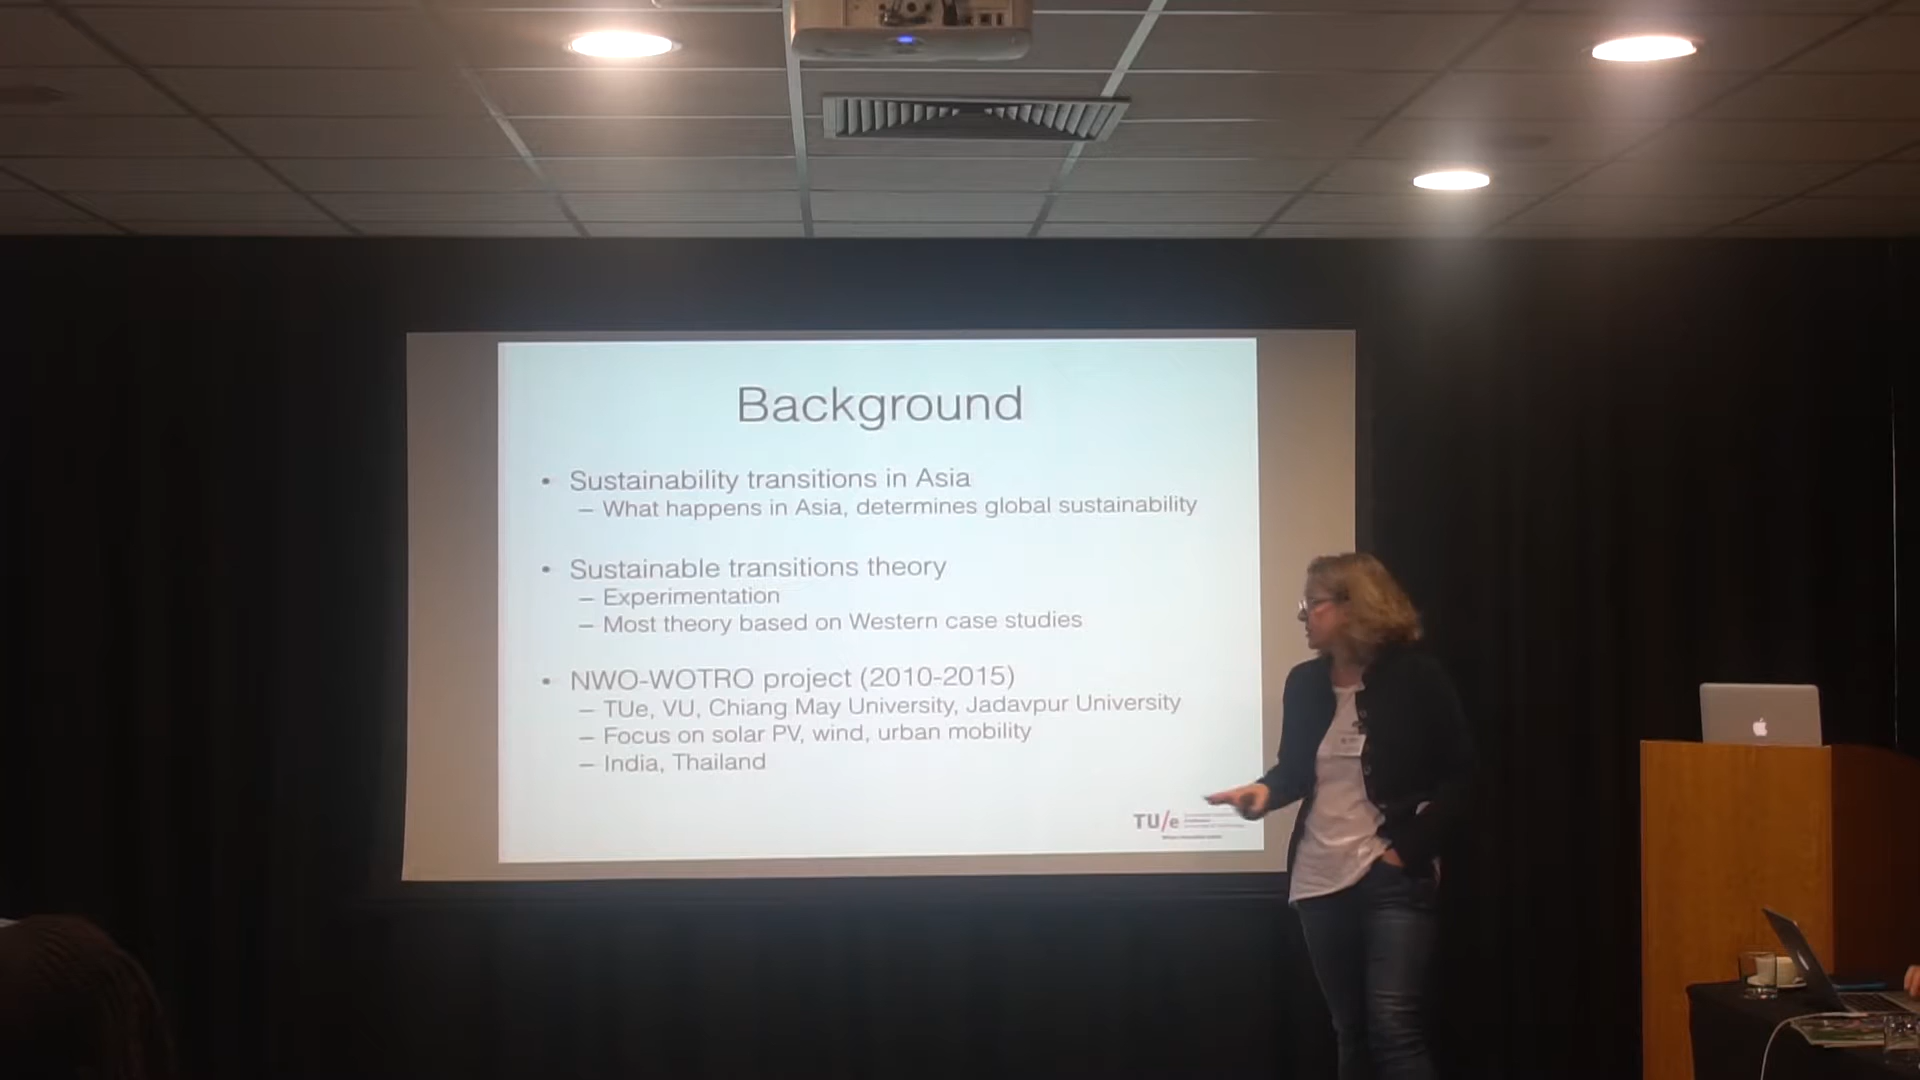 Background
• Sustainability transitions in Asia
– What happens in Asia, determines global sustainability
• Sustainable transitions theory
– Experimentation
– Most theory based on Western case studies
• NWO-WOTRO project (2010-2015)
– TUe, VU, Chiang May University, Jadavpur University
– Focus on solar PV, wind, urban mobility
– India, Thailand
TU/e